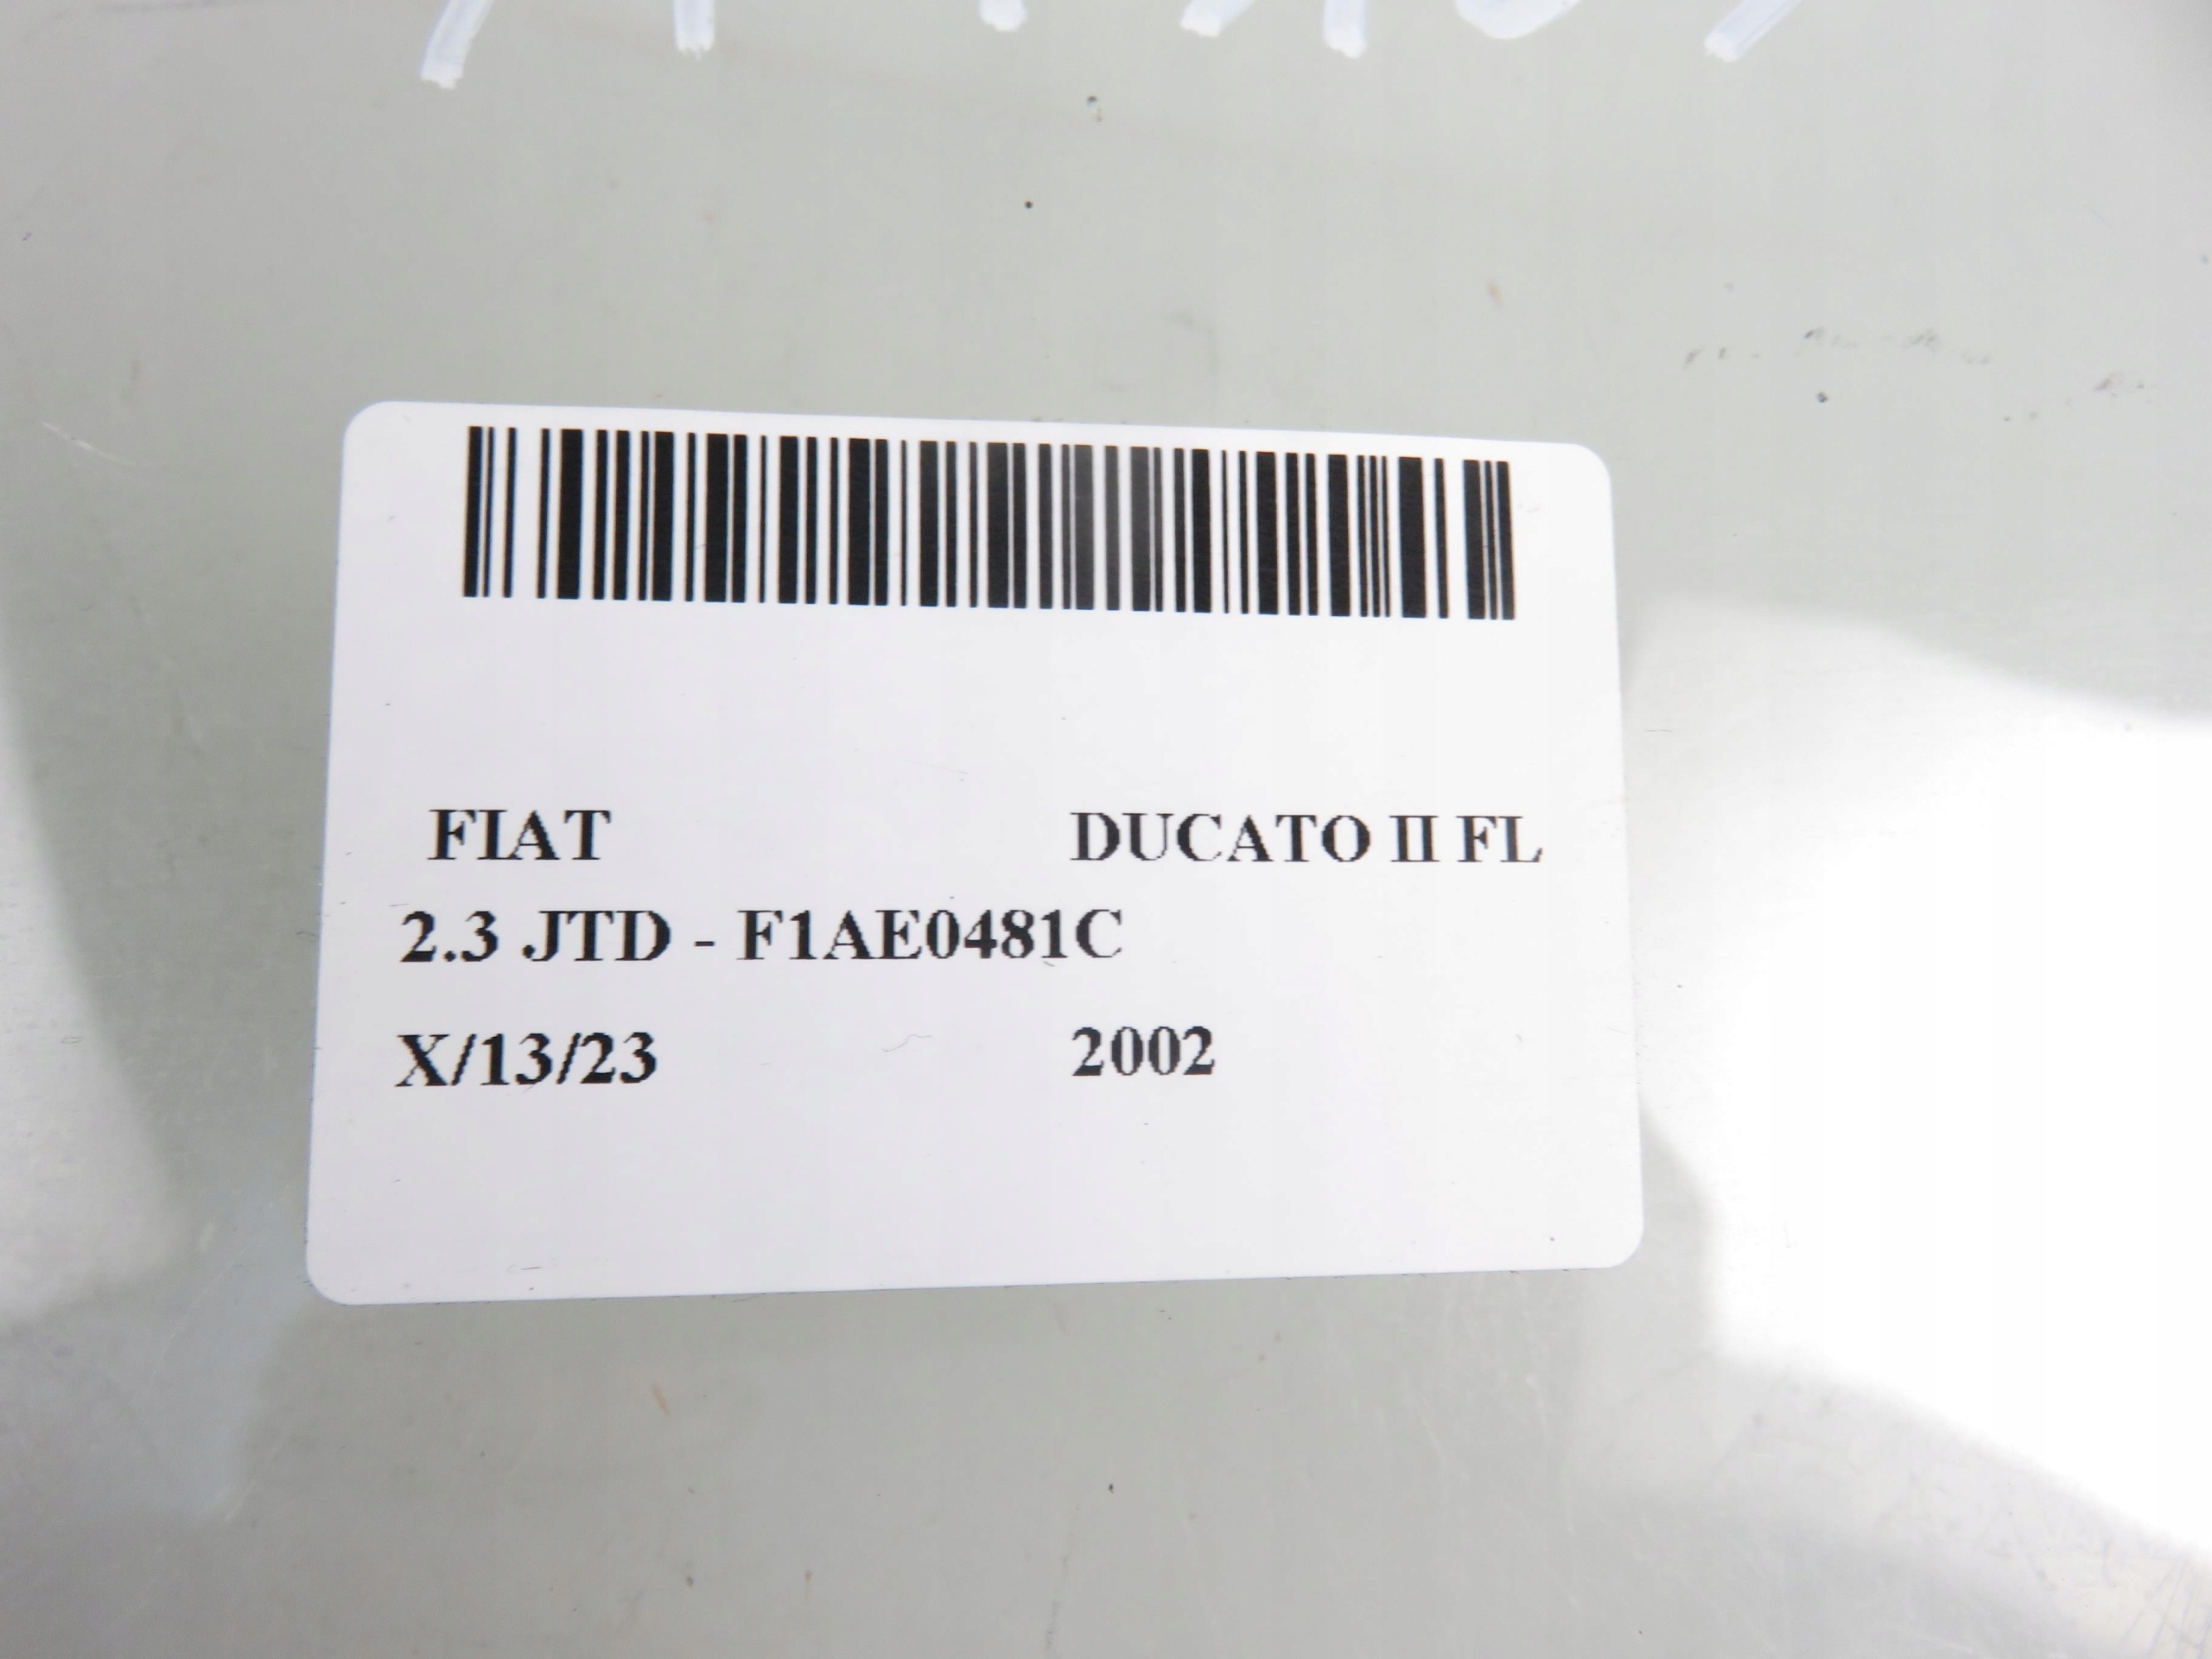 FIAT DUCATO II FL
2.3 JTD - F1AE0481C
X/13/23 2002